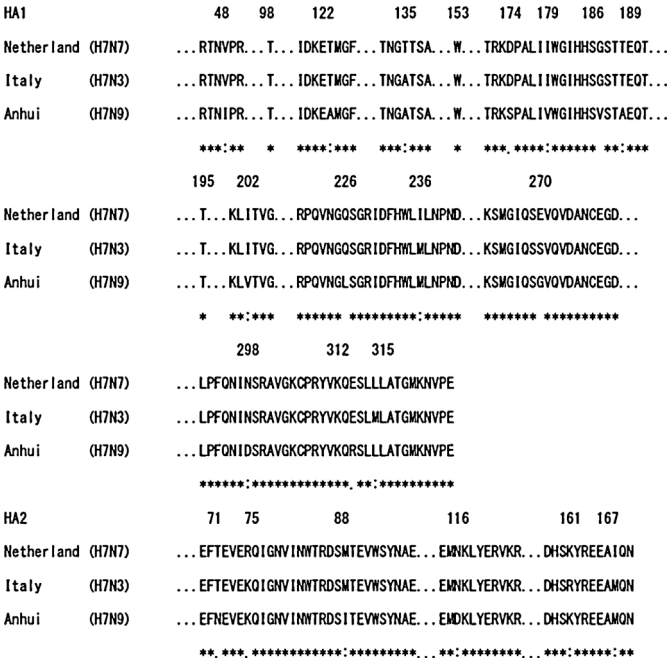 HA1 48 98 122 135 153 174 179 186 189
Netherland (H7N7) ...RTNVPR...T...IDKETMGF...TNGTTSA...W...TRKDPALIIWGIHHSGSTTEQT...
Italy (H7N3) ...RTNVPR...T...IDKETMGF...TNGATSA...W...TRKDPALIIWGIHHSGSTTEQT...
Anhui (H7N9) ...RTNIPR...T...IDKEAMGF...TNGATSA...W...TRKSPALIVWGIHHSVSTAEQT...
***:** * ****:*** ***:*** * ***.****:****** **:***
195 202 226 236 270
Netherland (H7N7) ...T...KLITVG...RPQVNGQSGRIDFHWLILNPND...KSMGIQSEVQVDANCEGD...
Italy (H7N3) ...T...KLITVG...RPQVNGQSGRIDFHWLMLNPND...KSMGIQSSVQVDANCEGD...
Anhui (H7N9) ...T...KLVTVG...RPQVNGLSGRIDFHWLMLNPND...KSMGIQSGVQVDANCEGD...
* **:*** ****** **********:***** ******* **********
298 312 315
Netherland (H7N7) ...LPFQNINSRAVGKCPRYVKQESLLLATGMKNVPE
Italy (H7N3) ...LPFQNINSRAVGKCPRYVKQESLMLATGMKNVPE
Anhui (H7N9) ...LPFQNIDSRAVGKCPRYVKQRSLLLATGMKNVPE
******:*************.**:**********
HA2 71 75 88 116 161 167
Netherland (H7N7) ...EFTEVERQIGNVINWTRDSMTEVWSYNAE...EMNKLYERVKR...DHSKYREEAIQN
Italy (H7N3) ...EFTEVEKQIGNVINWTRDSITEVWSYNAE...EMNKLYERVKR...DHSRYREEAMQN
Anhui (H7N9) ...EFNEVEKQIGNVINWTRDSITEVWSYNAE...EMDKLYERVKR...DHSKYREEAMQN
**.***.************:*********...**:********...***:*****:**